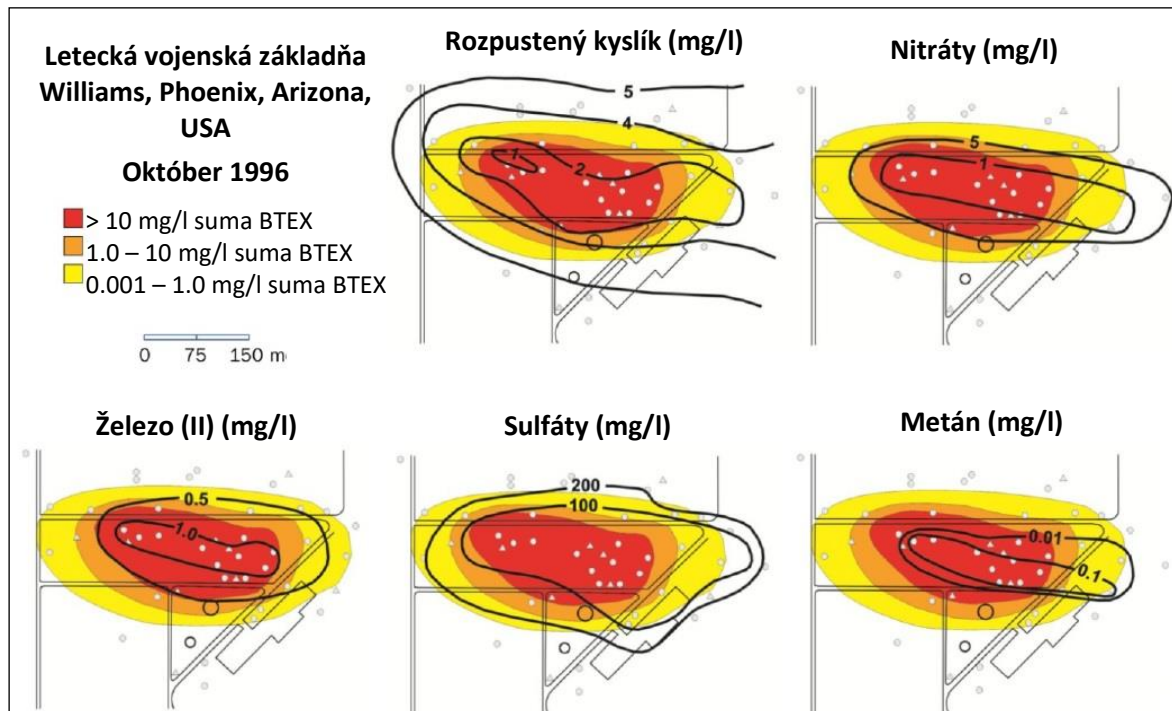 Letecká vojenská základňa
Williams, Phoenix, Arizona,
USA
Október 1996
> 10 mg/l suma BTEX
1.0 – 10 mg/l suma BTEX
0.001 – 1.0 mg/l suma BTEX
0 75 150 m
Rozpustený kyslík (mg/l)
5
4
2
1
Nitráty (mg/l)
5
1
Železo (II) (mg/l)
0.5
1.0
Sulfáty (mg/l)
200
100
Metán (mg/l)
0.01
0.1